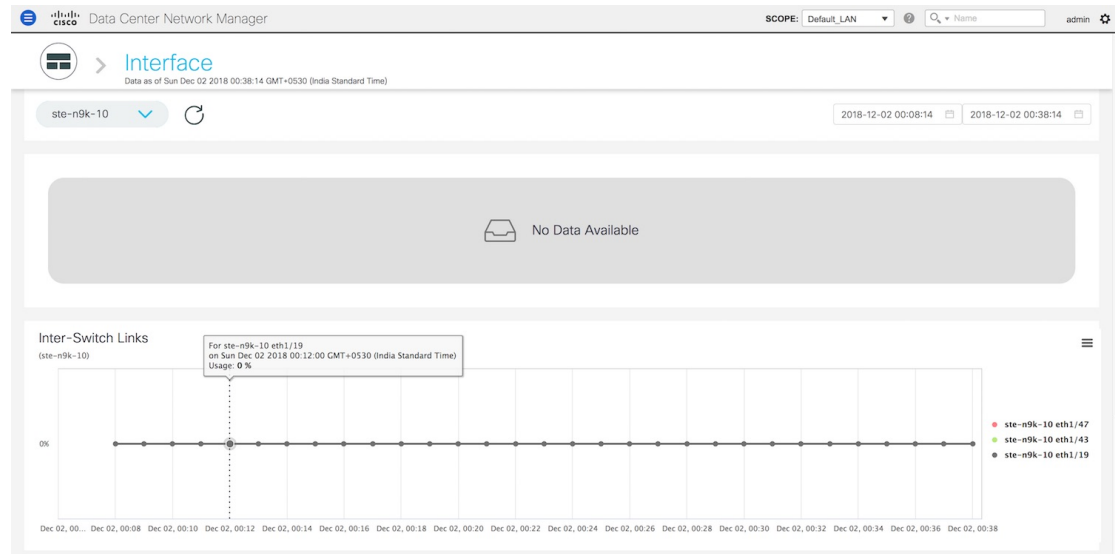 cisco Data Center Network Manager
SCOPE: Default_LAN
Name
admin
Interface
Data as of Sun Dec 02 2018 00:38:14 GMT+0530 (India Standard Time)
ste-n9k-10
2018-12-02 00:08:14
2018-12-02 00:38:14
No Data Available
Inter-Switch Links
(ste-n9k-10)
For ste-n9k-10 eth1/19
on Sun Dec 02 2018 00:12:00 GMT+0530 (India Standard Time)
Usage: 0 %
0%
ste-n9k-10 eth1/47
ste-n9k-10 eth1/43
ste-n9k-10 eth1/19
Dec 02, 00... Dec 02, 00:08 Dec 02, 00:10 Dec 02, 00:12 Dec 02, 00:14 Dec 02, 00:16 Dec 02, 00:18 Dec 02, 00:20 Dec 02, 00:22 Dec 02, 00:24 Dec 02, 00:26 Dec 02, 00:28 Dec 02, 00:30 Dec 02, 00:32 Dec 02, 00:34 Dec 02, 00:36 Dec 02, 00:38